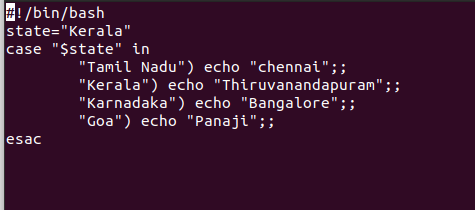 #!/bin/bash
state="Kerala"
case "$state" in
        "Tamil Nadu") echo "chennai";;
        "Kerala") echo "Thiruvanandapuram";;
        "Karnadaka") echo "Bangalore";;
        "Goa") echo "Panaji";;
esac